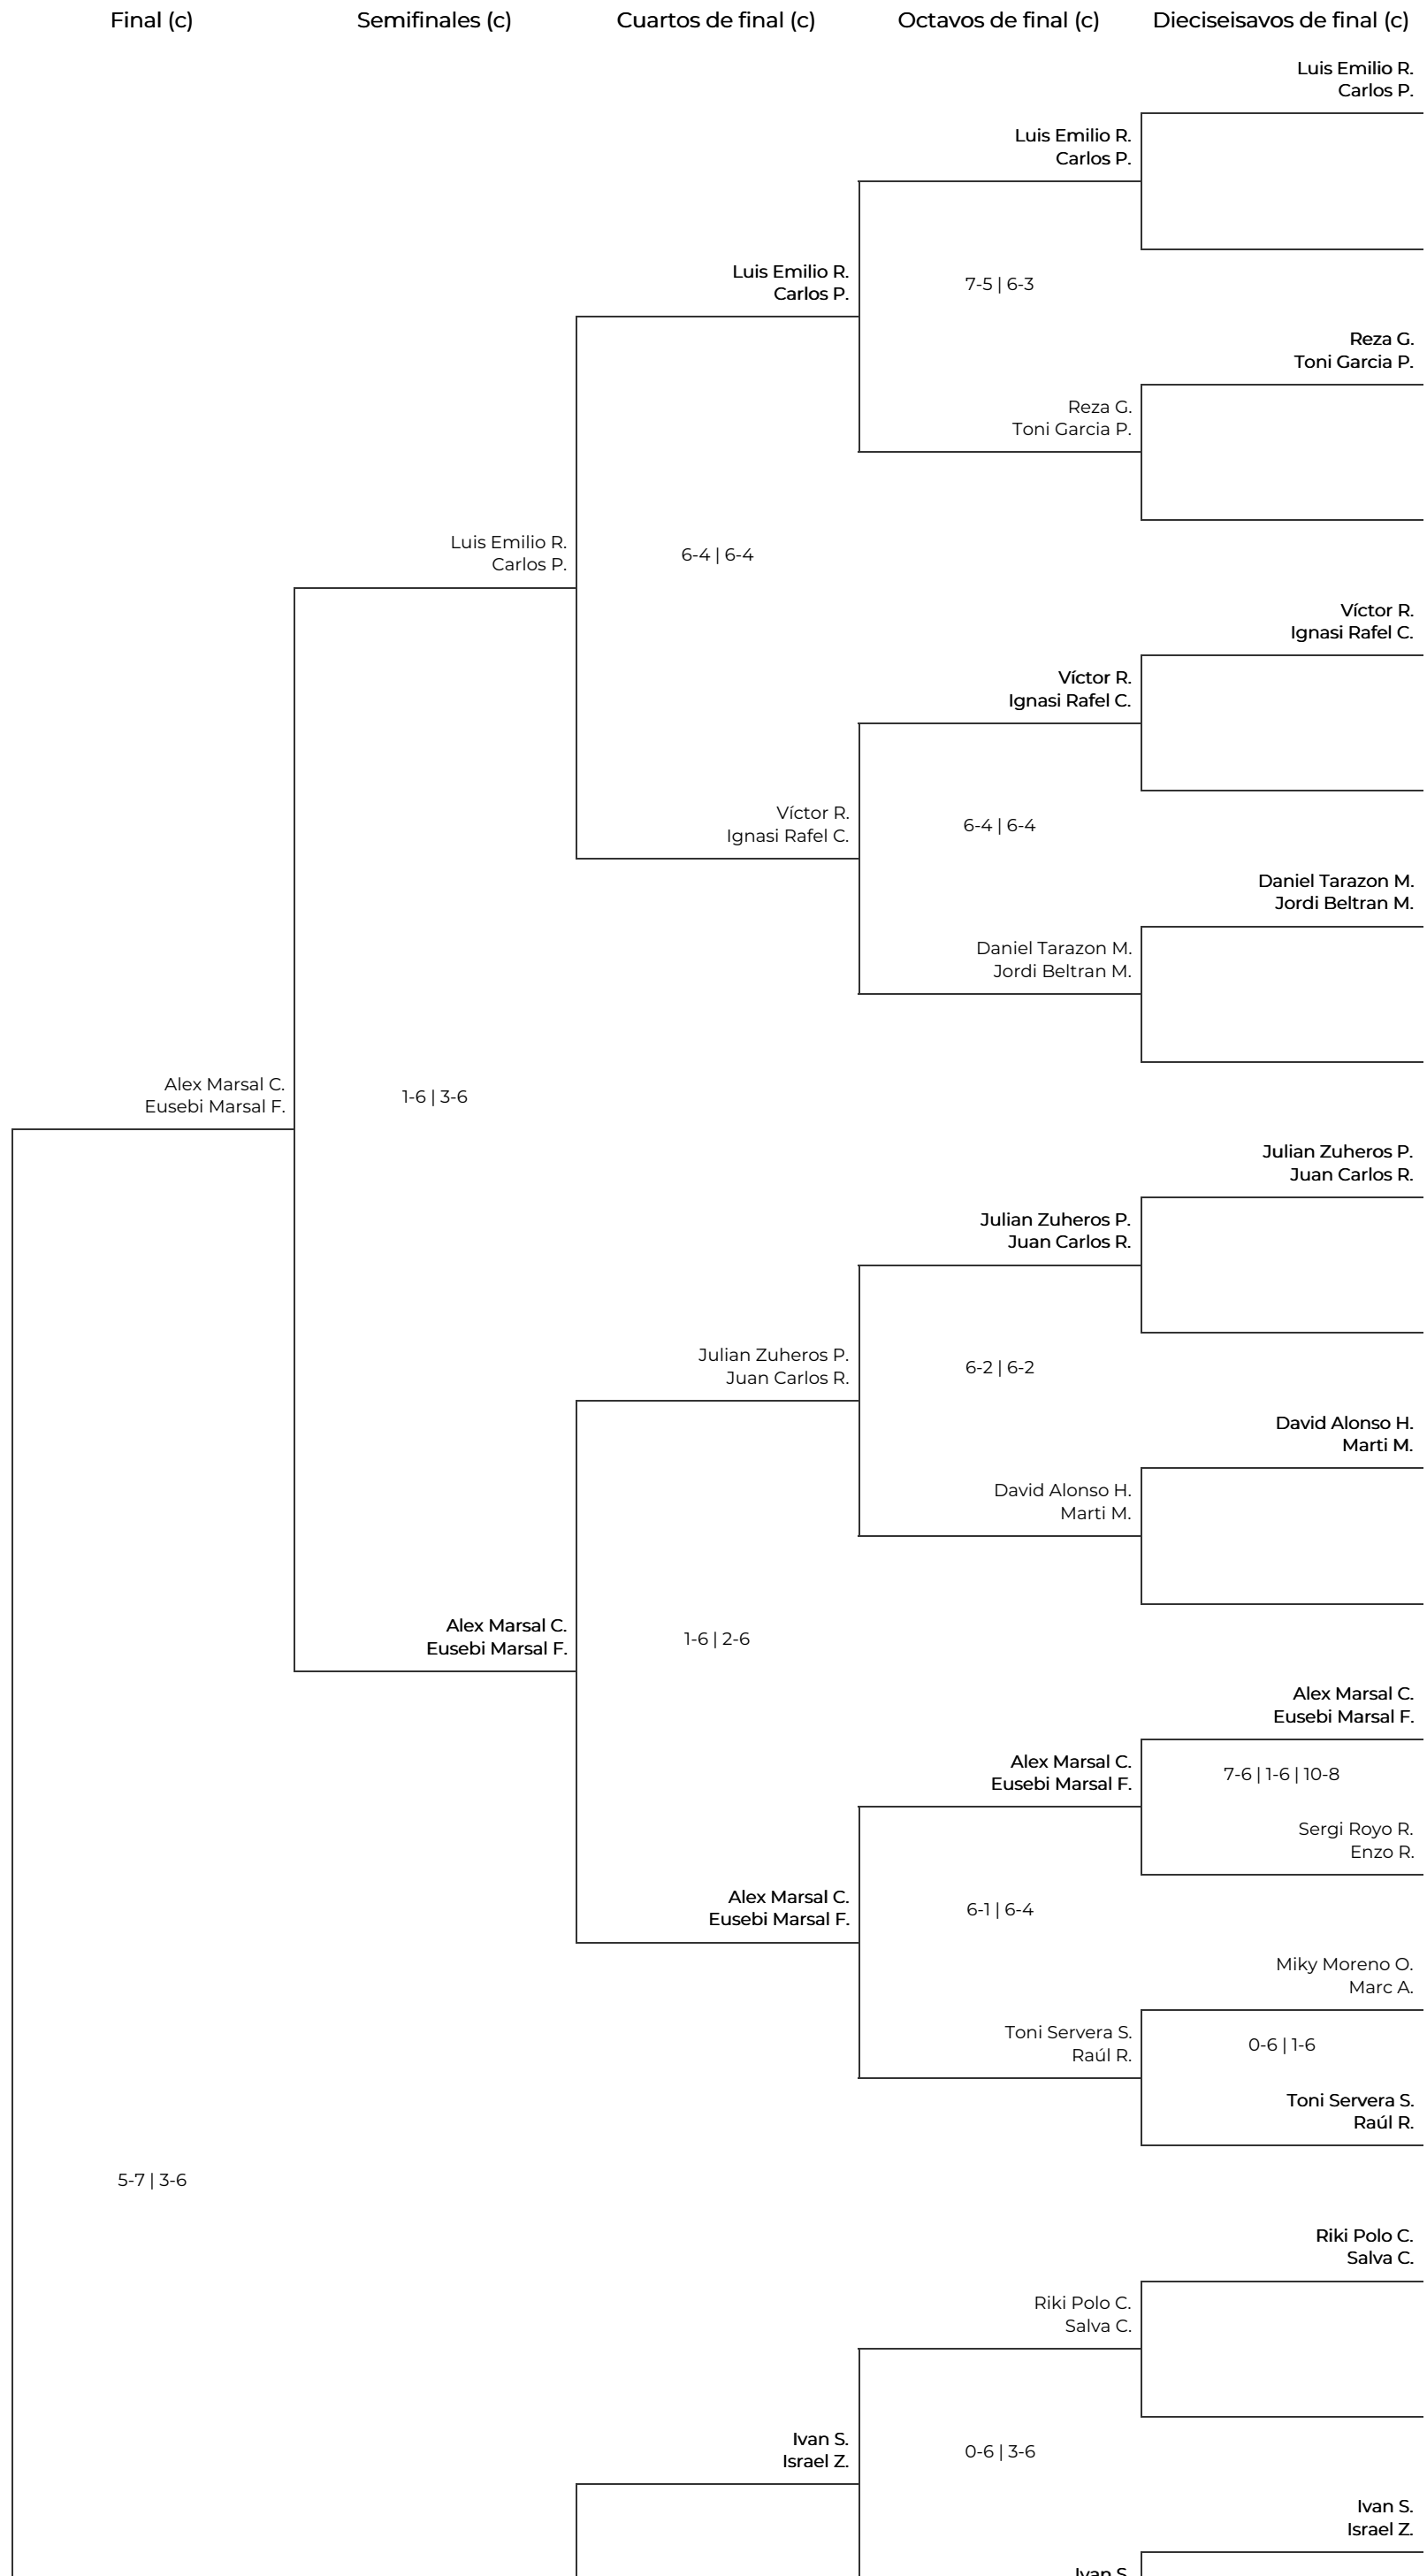 Final (c)
Semifinales (c)
Cuartos de final (c)
Octavos de final (c)
Dieciseisavos de final (c)
Luis Emilio R.
Carlos P.
Luis Emilio R.
Carlos P.
Luis Emilio R.
Carlos P.
7-5 | 6-3
Reza G.
Toni Garcia P.
Reza G.
Toni Garcia P.
Luis Emilio R.
Carlos P.
6-4 | 6-4
Víctor R.
Ignasi Rafel C.
Víctor R.
Ignasi Rafel C.
Víctor R.
Ignasi Rafel C.
6-4 | 6-4
Daniel Tarazon M.
Jordi Beltran M.
Daniel Tarazon M.
Jordi Beltran M.
Alex Marsal C.
Eusebi Marsal F.
1-6 | 3-6
Julian Zuheros P.
Juan Carlos R.
Julian Zuheros P.
Juan Carlos R.
Julian Zuheros P.
Juan Carlos R.
6-2 | 6-2
David Alonso H.
Marti M.
David Alonso H.
Marti M.
Alex Marsal C.
Eusebi Marsal F.
1-6 | 2-6
Alex Marsal C.
Eusebi Marsal F.
Alex Marsal C.
Eusebi Marsal F.
7-6 | 1-6 | 10-8
Sergi Royo R.
Enzo R.
Alex Marsal C.
Eusebi Marsal F.
6-1 | 6-4
Miky Moreno O.
Marc A.
Toni Servera S.
Raúl R.
0-6 | 1-6
Toni Servera S.
Raúl R.
5-7 | 3-6
Riki Polo C.
Salva C.
Riki Polo C.
Salva C.
Ivan S.
Israel Z.
0-6 | 3-6
Ivan S.
Israel Z.
Ivan S.